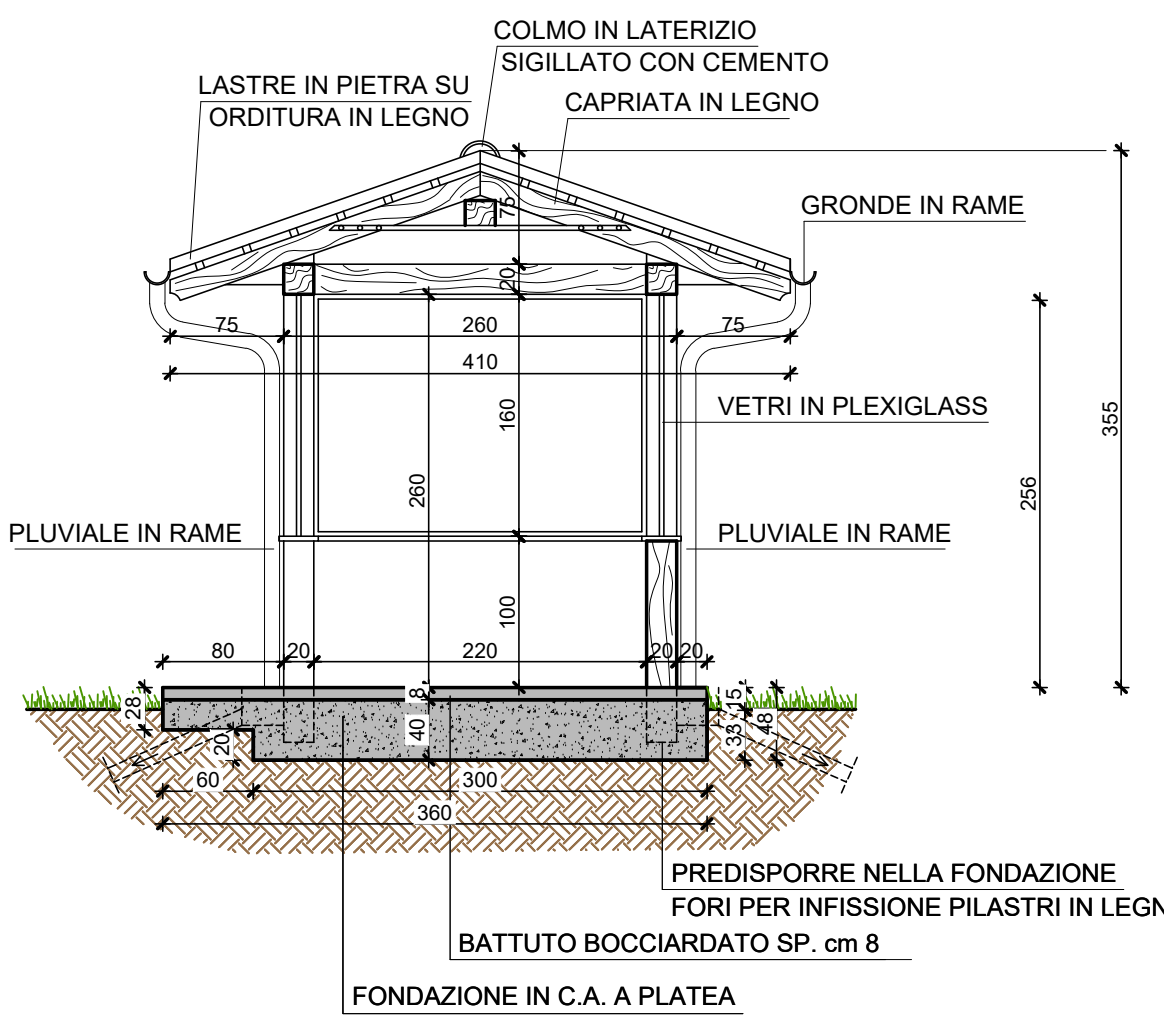 COLMO IN LATERIZIO
SIGILLATO CON CEMENTO
LASTRE IN PIETRA SU
ORDITURA IN LEGNO
CAPRIATA IN LEGNO
GRONDE IN RAME
75
20
75
260
75
410
160
VETRI IN PLEXIGLASS
355
260
256
PLUVIALE IN RAME
PLUVIALE IN RAME
100
80
20
220
20
20
28
8
15
40
33
48
20
60
300
360
PREDISPORRE NELLA FONDAZIONE
FORI PER INFISSIONE PILASTRI IN LEGN
BATTUTO BOCCIARDATO SP. cm 8
FONDAZIONE IN C.A. A PLATEA